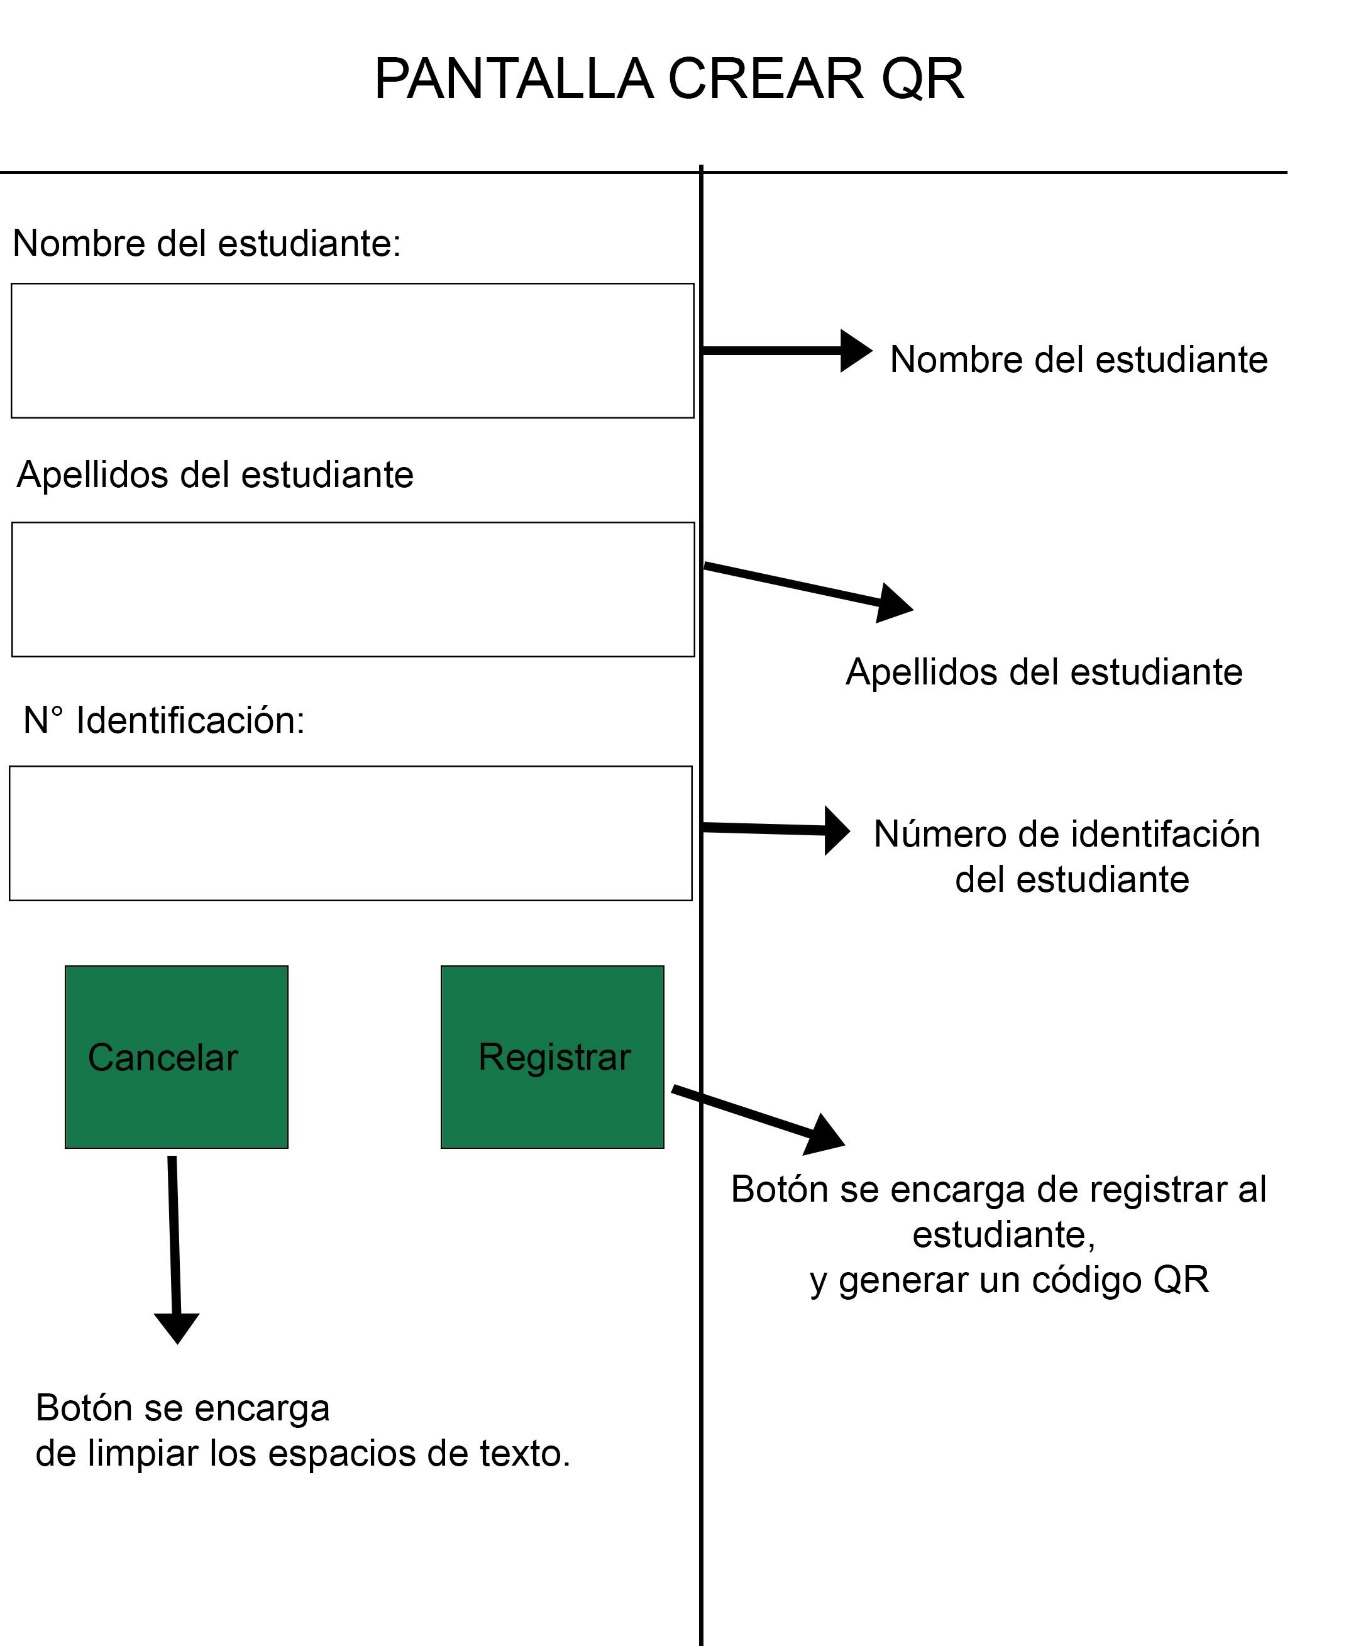 PANTALLA CREAR QR
Nombre del estudiante:
Nombre del estudiante
Apellidos del estudiante
Apellidos del estudiante
N° Identificación:
Número de identifación
del estudiante
Cancelar
Registrar
Botón se encarga de registrar al
estudiante,
y generar un código QR
Botón se encarga
de limpiar los espacios de texto.